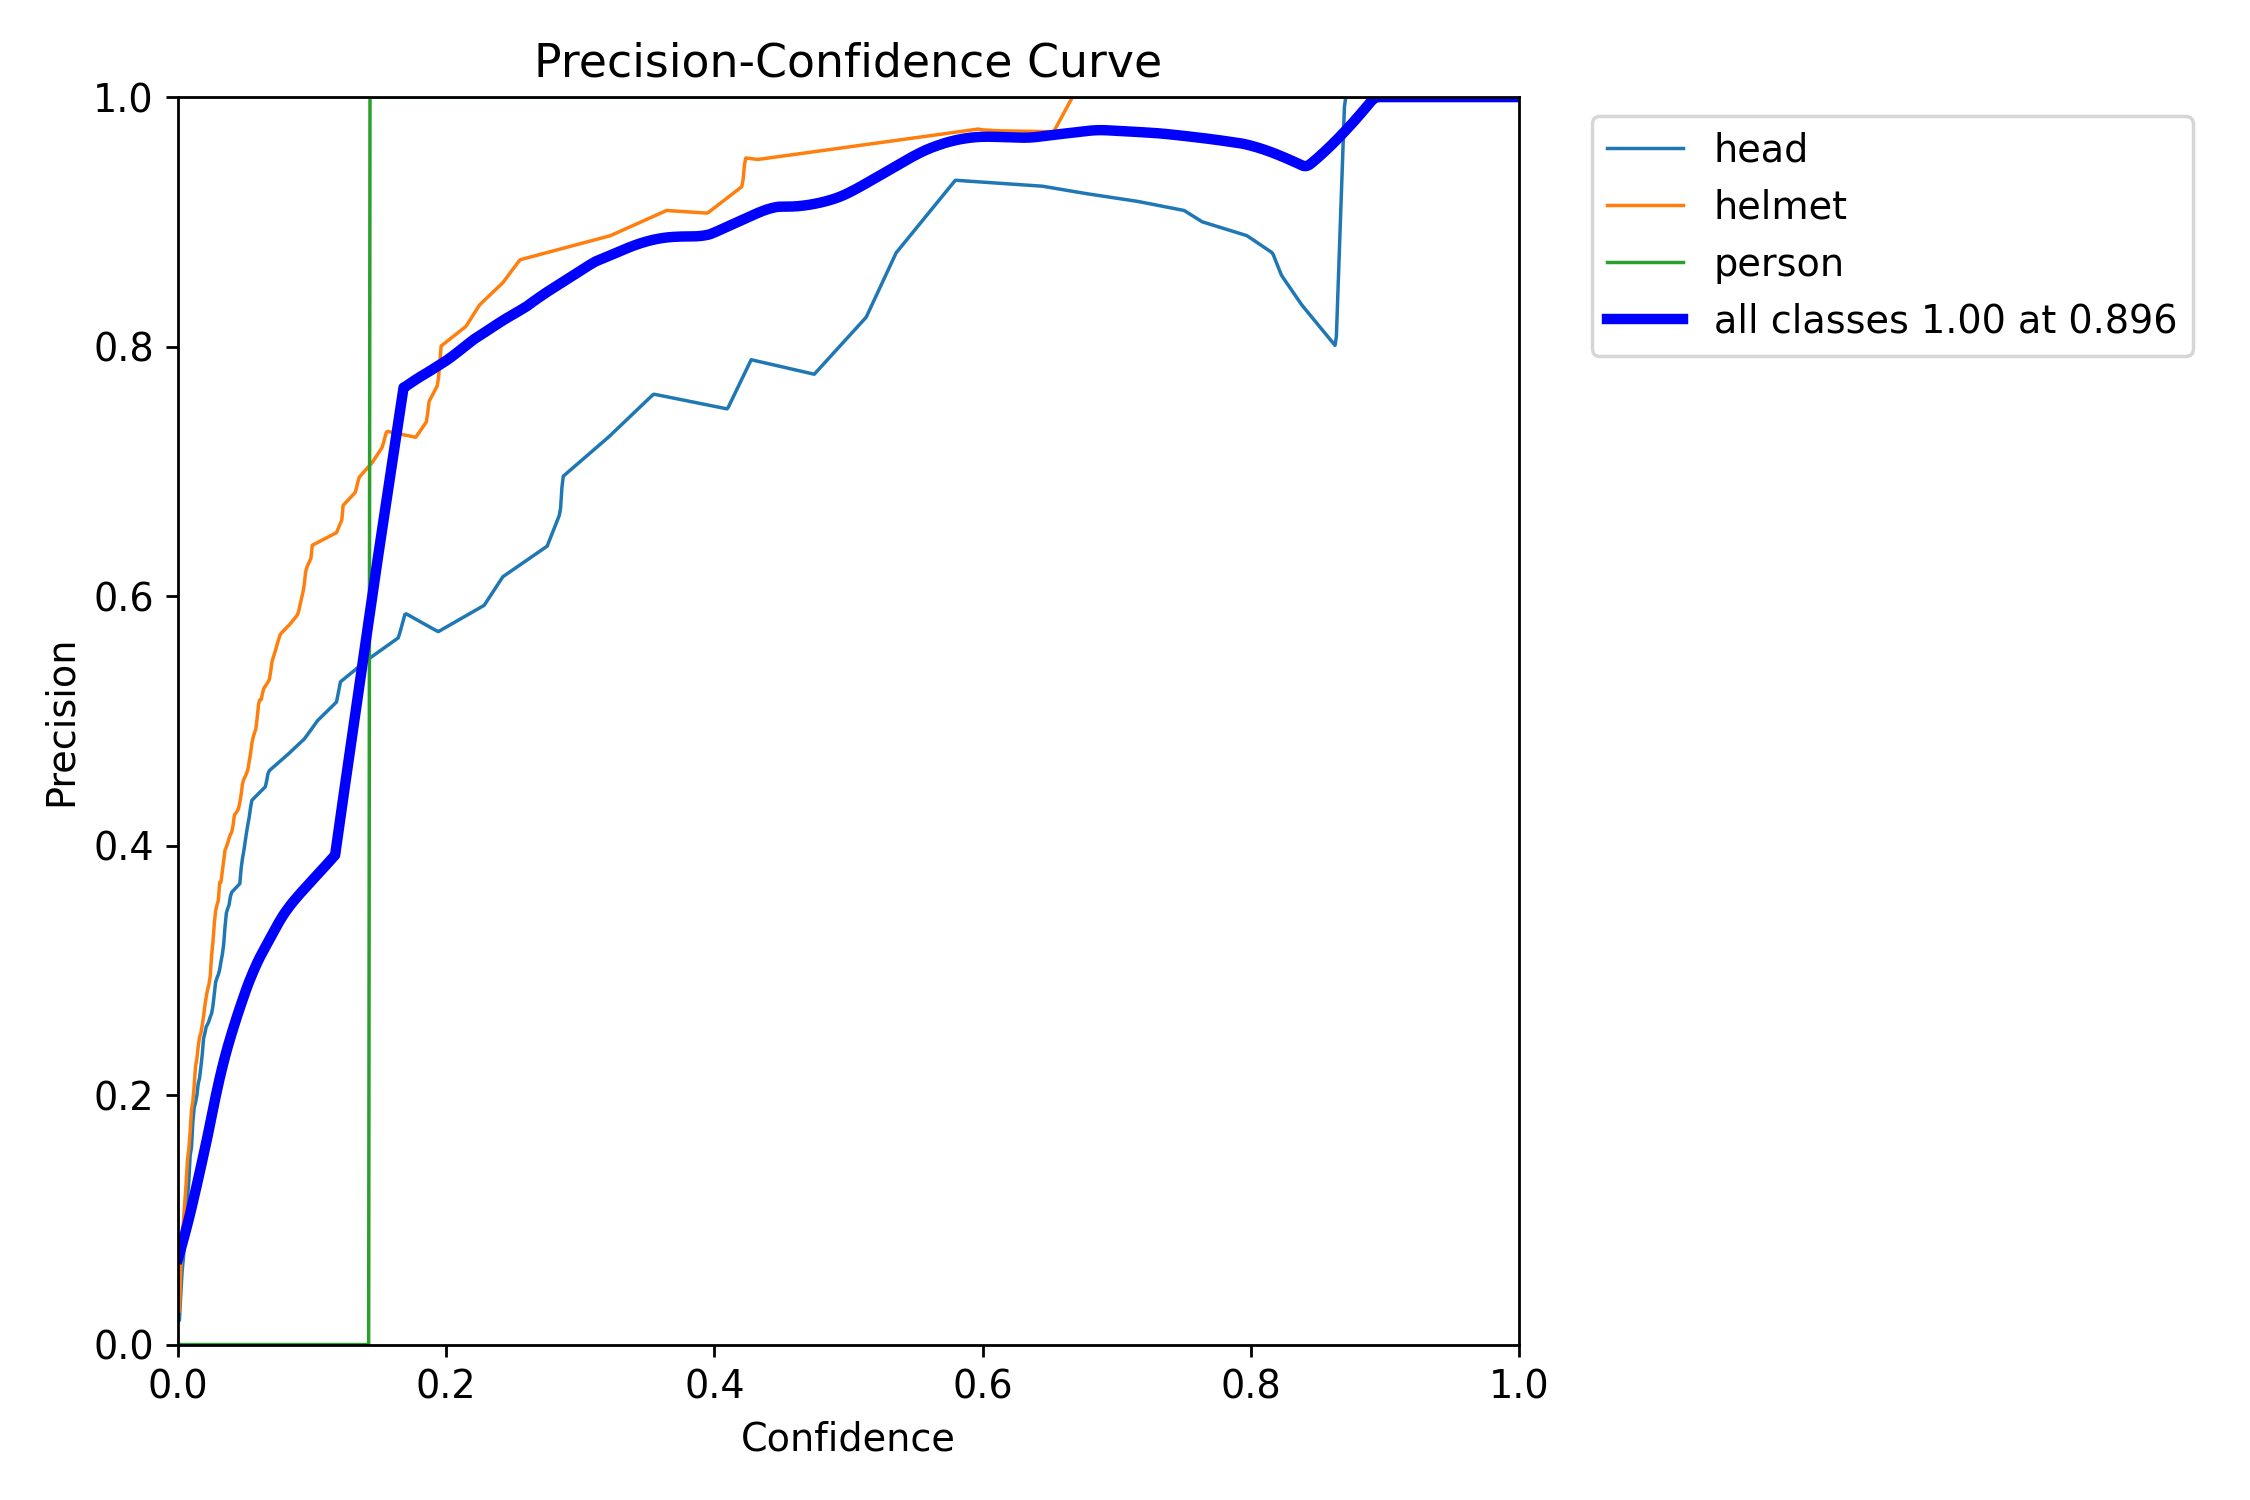 Precision-Confidence Curve
1.0
0.8
0.6
0.4
0.2
0.0
Precision
0.0 0.2 0.4 0.6 0.8 1.0
Confidence
head
helmet
person
all classes 1.00 at 0.896